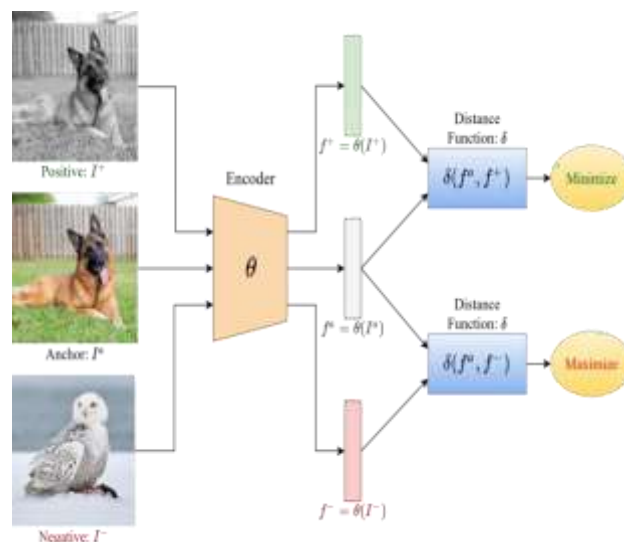 Positive: I⁺
Anchor: Iᵃ
Negative: I⁻
Encoder
θ
f⁺ = θ(I⁺)
fᵃ = θ(Iᵃ)
f⁻ = θ(I⁻)
Distance
Function: δ
δ(fᵃ, f⁺)
Minimize
Distance
Function: δ
δ(fᵃ, f⁻)
Maximize